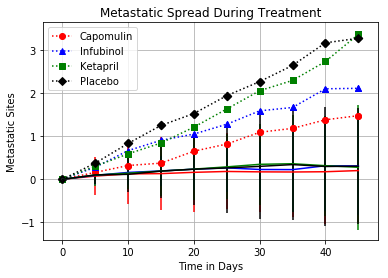 Metastatic Spread During Treatment
Capomulin
Infubinol
Ketapril
Placebo
Metastatic Sites
3
2
1
0
−1
0
10
20
30
40
Time in Days